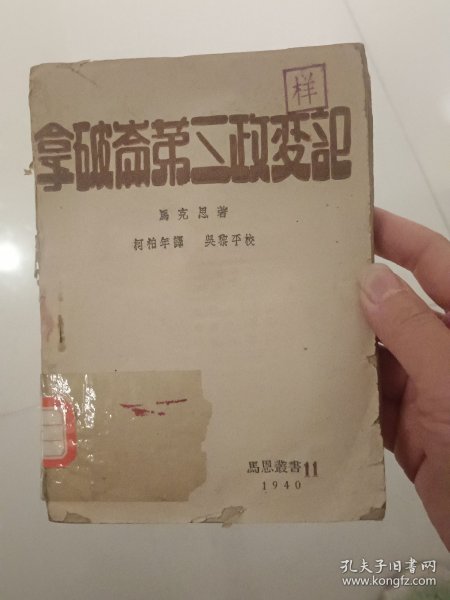 样
拿破崙第三政变記
馬克思著
柯柏年譯 吳黎平校
馬恩叢書11
1940
孔夫子旧書网
www.kongfz.com